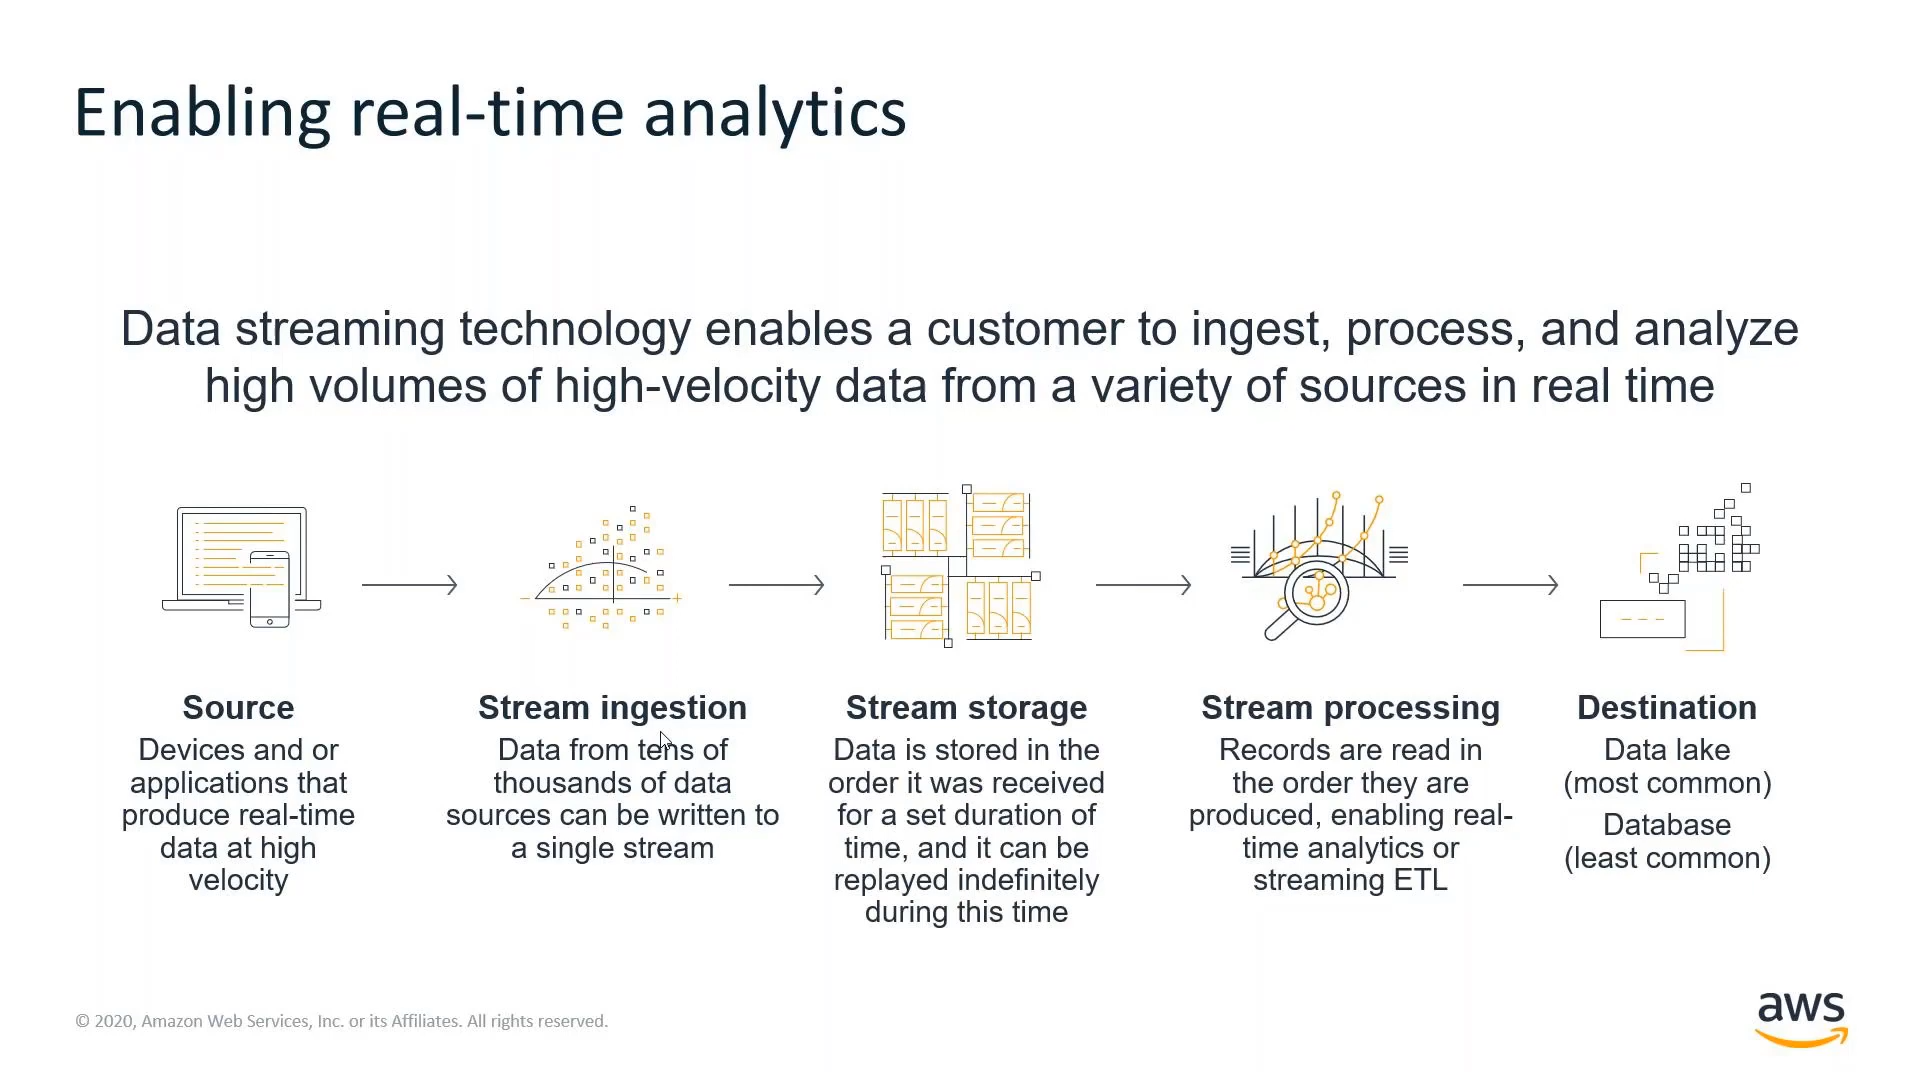 Enabling real-time analytics
Data streaming technology enables a customer to ingest, process, and analyze
high volumes of high-velocity data from a variety of sources in real time
Source
Devices and or
applications that
produce real-time
data at high
velocity
Stream ingestion
Data from tens of
thousands of data
sources can be written to
a single stream
Stream storage
Data is stored in the
order it was received
for a set duration of
time, and it can be
replayed indefinitely
during this time
Stream processing
Records are read in
the order they are
produced, enabling real-
time analytics or
streaming ETL
Destination
Data lake
(most common)
Database
(least common)
© 2020, Amazon Web Services, Inc. or its Affiliates. All rights reserved.
aws